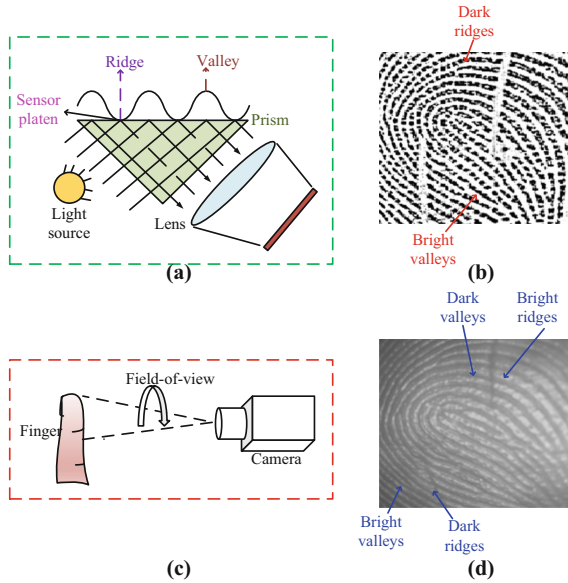 Ridge
Valley
Sensor
platen
Prism
Light
source
Lens
(a)
Dark
ridges
Bright
valleys
(b)
Field-of-view
Finger
Camera
(c)
Dark
valleys
Bright
ridges
Bright
valleys
Dark
ridges
(d)